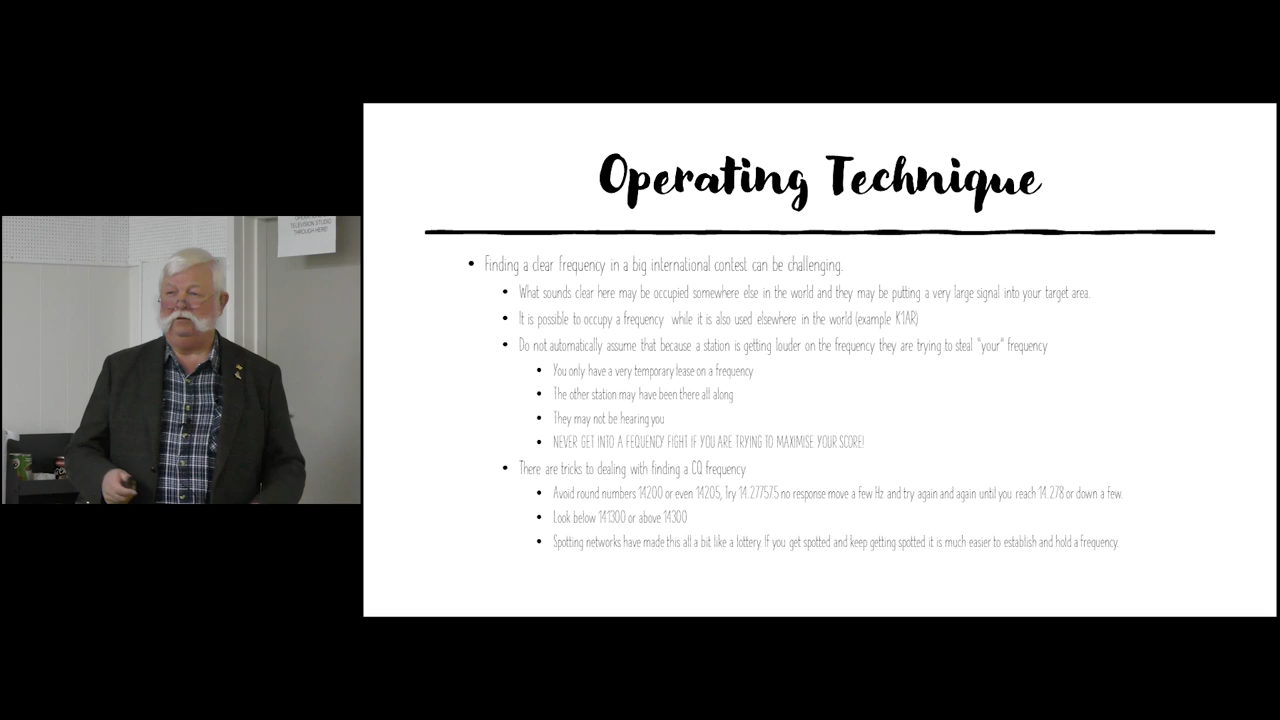 TELEVISION STUDIO
THROUGH HERE!
Operating Technique
• Finding a clear frequency in a big international contest can be challenging.
• What sounds clear here may be occupied somewhere else in the world and they may be putting a very large signal into your target area.
• It is possible to occupy a frequency while it is also used elsewhere in the world (example K1AR)
• Do not automatically assume that because a station is getting louder on the frequency they are trying to steal "your" frequency
• You only have a very temporary lease on a frequency
• The other station may have been there all along
• They may not be hearing you
• NEVER GET INTO A FEQUENCY FIGHT IF YOU ARE TRYING TO MAXIMISE YOUR SCORE!
• There are tricks to dealing with finding a CQ frequency
• Avoid round numbers 14200 or even 14205, Try 14.27757.5 no response move a few Hz and try again and again until you reach 14.278 or down a few.
• Look below 141300 or above 14300
• Spotting networks have made this all a bit like a lottery. If you get spotted and keep getting spotted it is much easier to establish and hold a frequency.